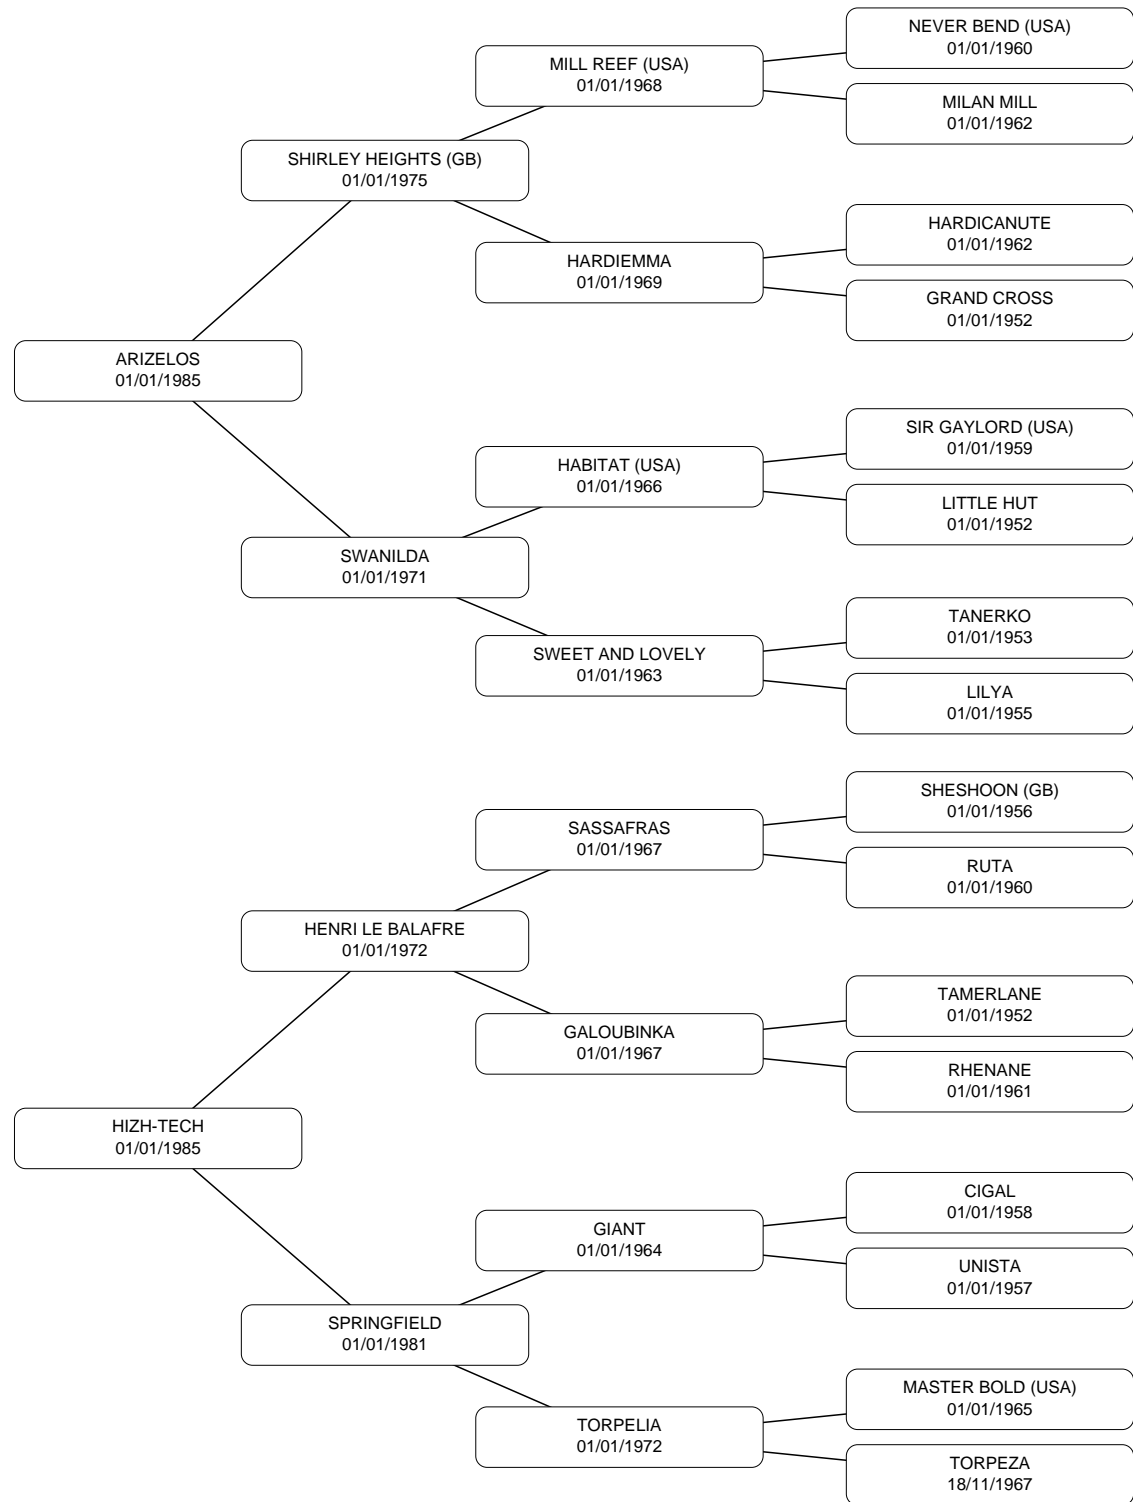 NEVER BEND (USA)
01/01/1960
MILL REEF (USA)
01/01/1968
MILAN MILL
01/01/1962
SHIRLEY HEIGHTS (GB)
01/01/1975
HARDICANUTE
01/01/1962
HARDIEMMA
01/01/1969
GRAND CROSS
01/01/1952
ARIZELOS
01/01/1985
SIR GAYLORD (USA)
01/01/1959
HABITAT (USA)
01/01/1966
LITTLE HUT
01/01/1952
SWANILDA
01/01/1971
TANERKO
01/01/1953
SWEET AND LOVELY
01/01/1963
LILYA
01/01/1955
SHESHOON (GB)
01/01/1956
SASSAFRAS
01/01/1967
RUTA
01/01/1960
HENRI LE BALAFRE
01/01/1972
TAMERLANE
01/01/1952
GALOUBINKA
01/01/1967
RHENANE
01/01/1961
HIZH-TECH
01/01/1985
CIGAL
01/01/1958
GIANT
01/01/1964
UNISTA
01/01/1957
SPRINGFIELD
01/01/1981
MASTER BOLD (USA)
01/01/1965
TORPELIA
01/01/1972
TORPEZA
18/11/1967